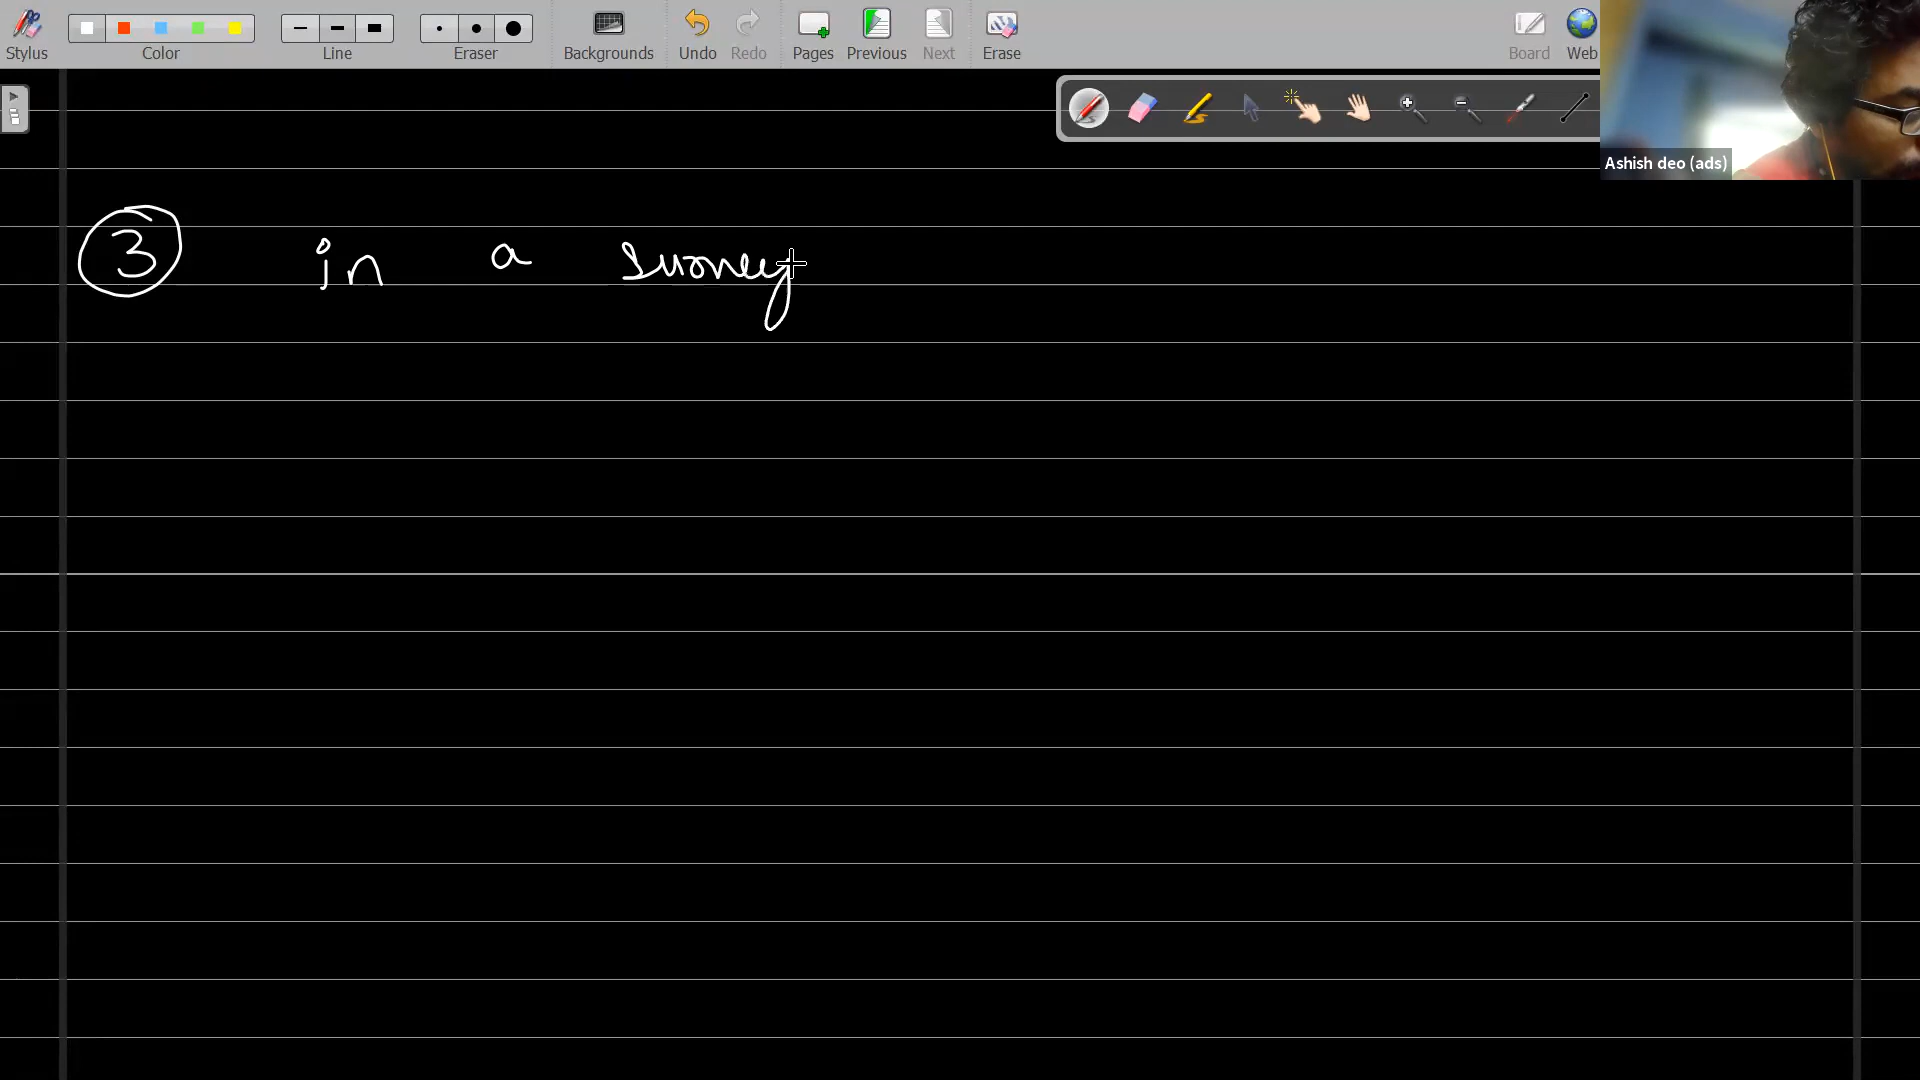 Stylus Color Line Eraser Backgrounds Undo Redo Pages Previous Next Erase Board Web
Ashish deo (ads)
3 in a survey